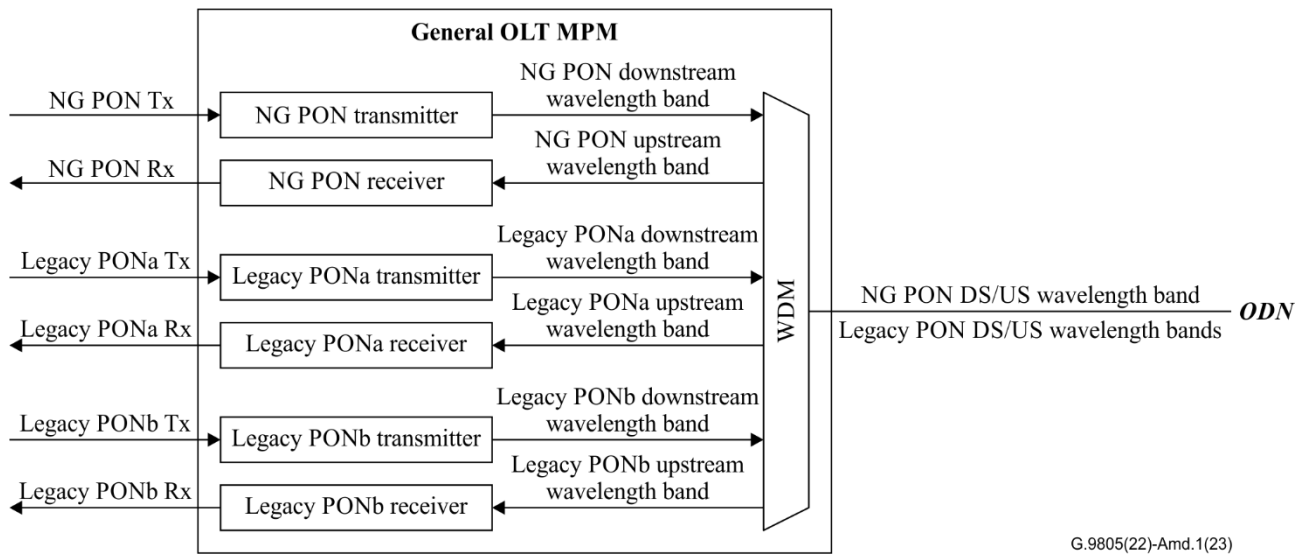 General OLT MPM
NG PON Tx
NG PON transmitter
NG PON downstream
wavelength band
NG PON upstream
wavelength band
NG PON Rx
NG PON receiver
Legacy PONa Tx
Legacy PONa transmitter
Legacy PONa downstream
wavelength band
Legacy PONa upstream
wavelength band
Legacy PONa Rx
Legacy PONa receiver
Legacy PONb Tx
Legacy PONb transmitter
Legacy PONb downstream
wavelength band
Legacy PONb upstream
wavelength band
Legacy PONb Rx
Legacy PONb receiver
WDM
NG PON DS/US wavelength band
Legacy PON DS/US wavelength bands
ODN
G.9805(22)-Amd.1(23)